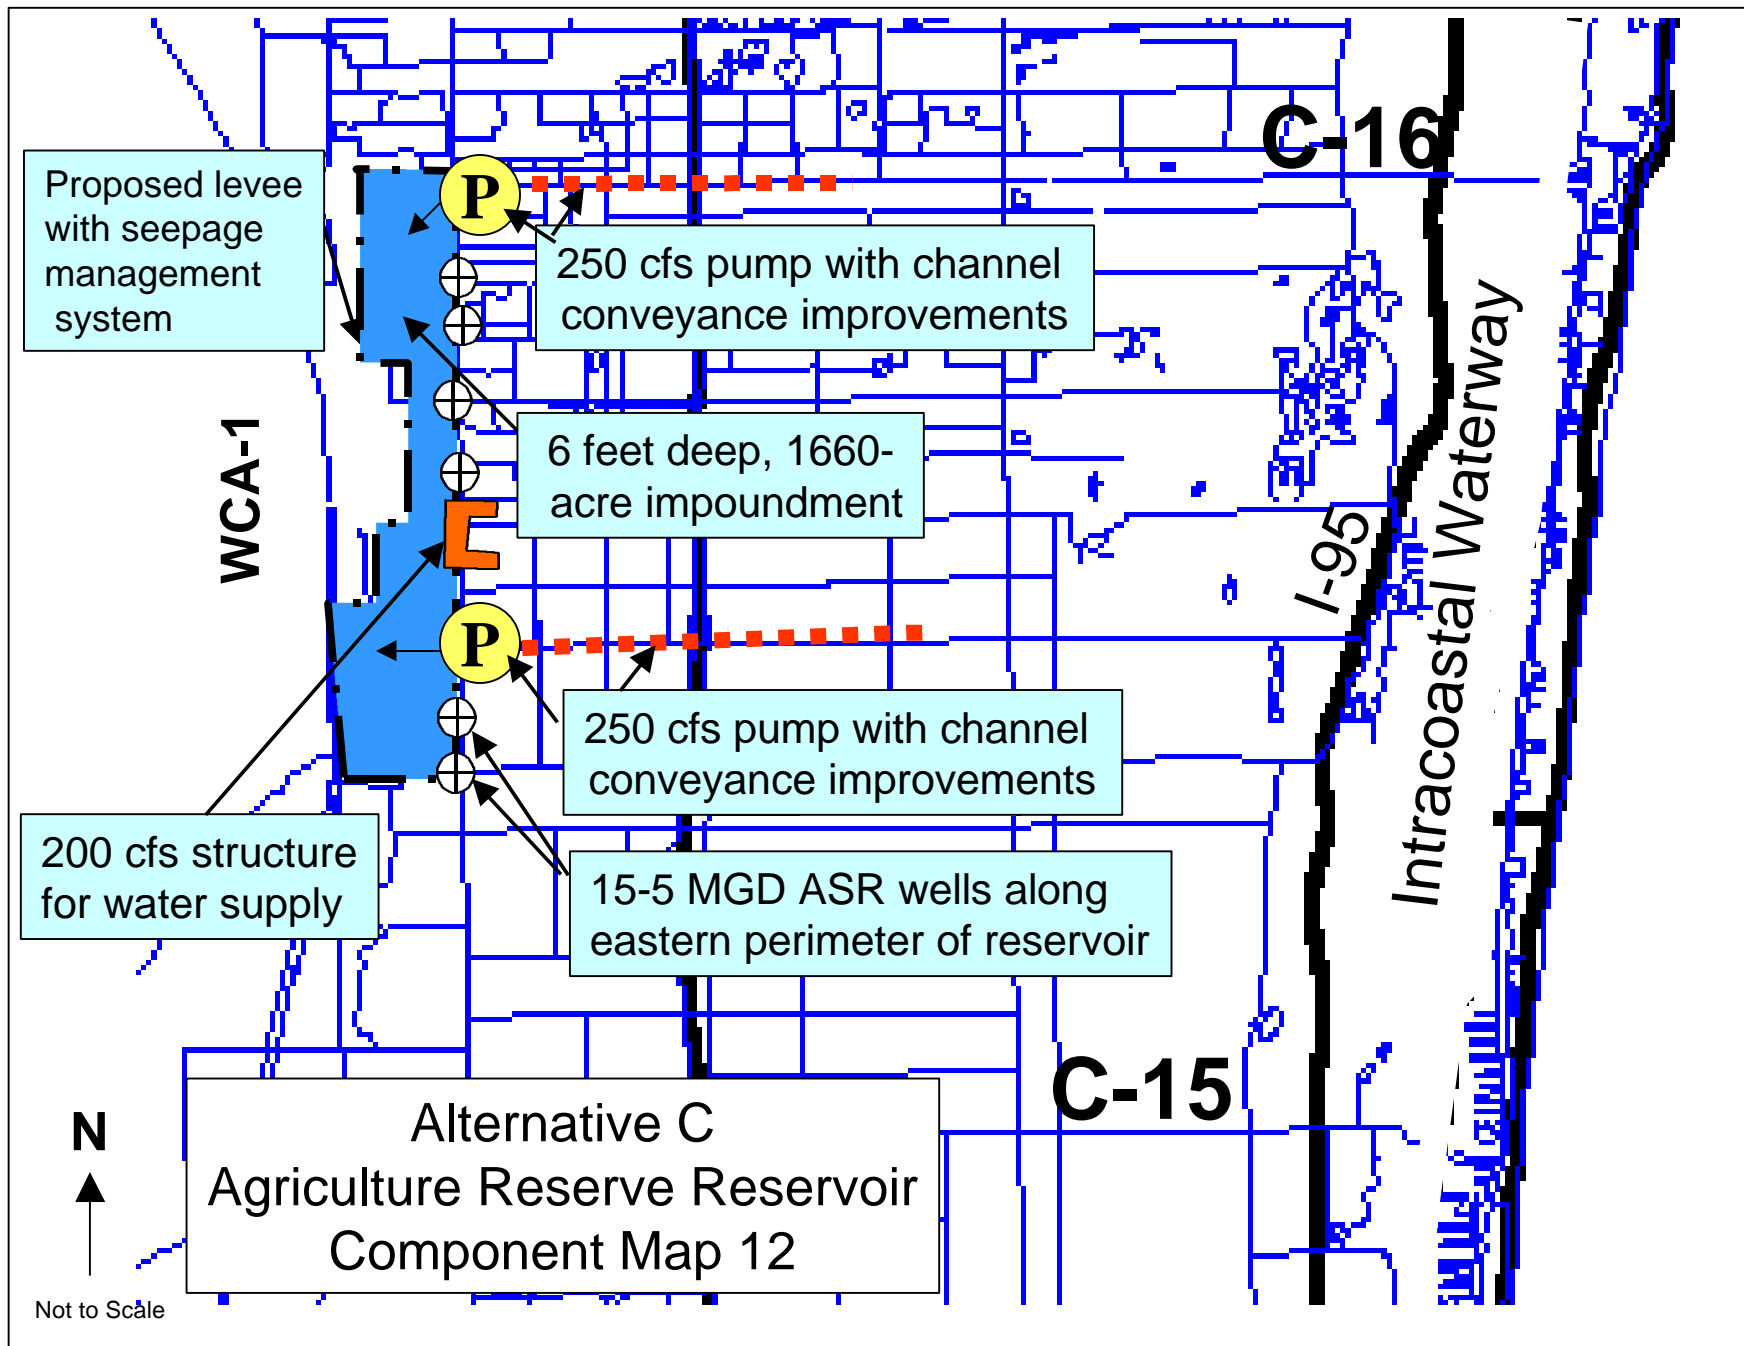 C-16
Proposed levee
with seepage
management
system
P
250 cfs pump with channel
conveyance improvements
WCA-1
6 feet deep, 1660-
acre impoundment
Intracoastal Waterway
I-95
P
250 cfs pump with channel
conveyance improvements
200 cfs structure
for water supply
15-5 MGD ASR wells along
eastern perimeter of reservoir
C-15
N
Not to Scale
Alternative C
Agriculture Reserve Reservoir
Component Map 12